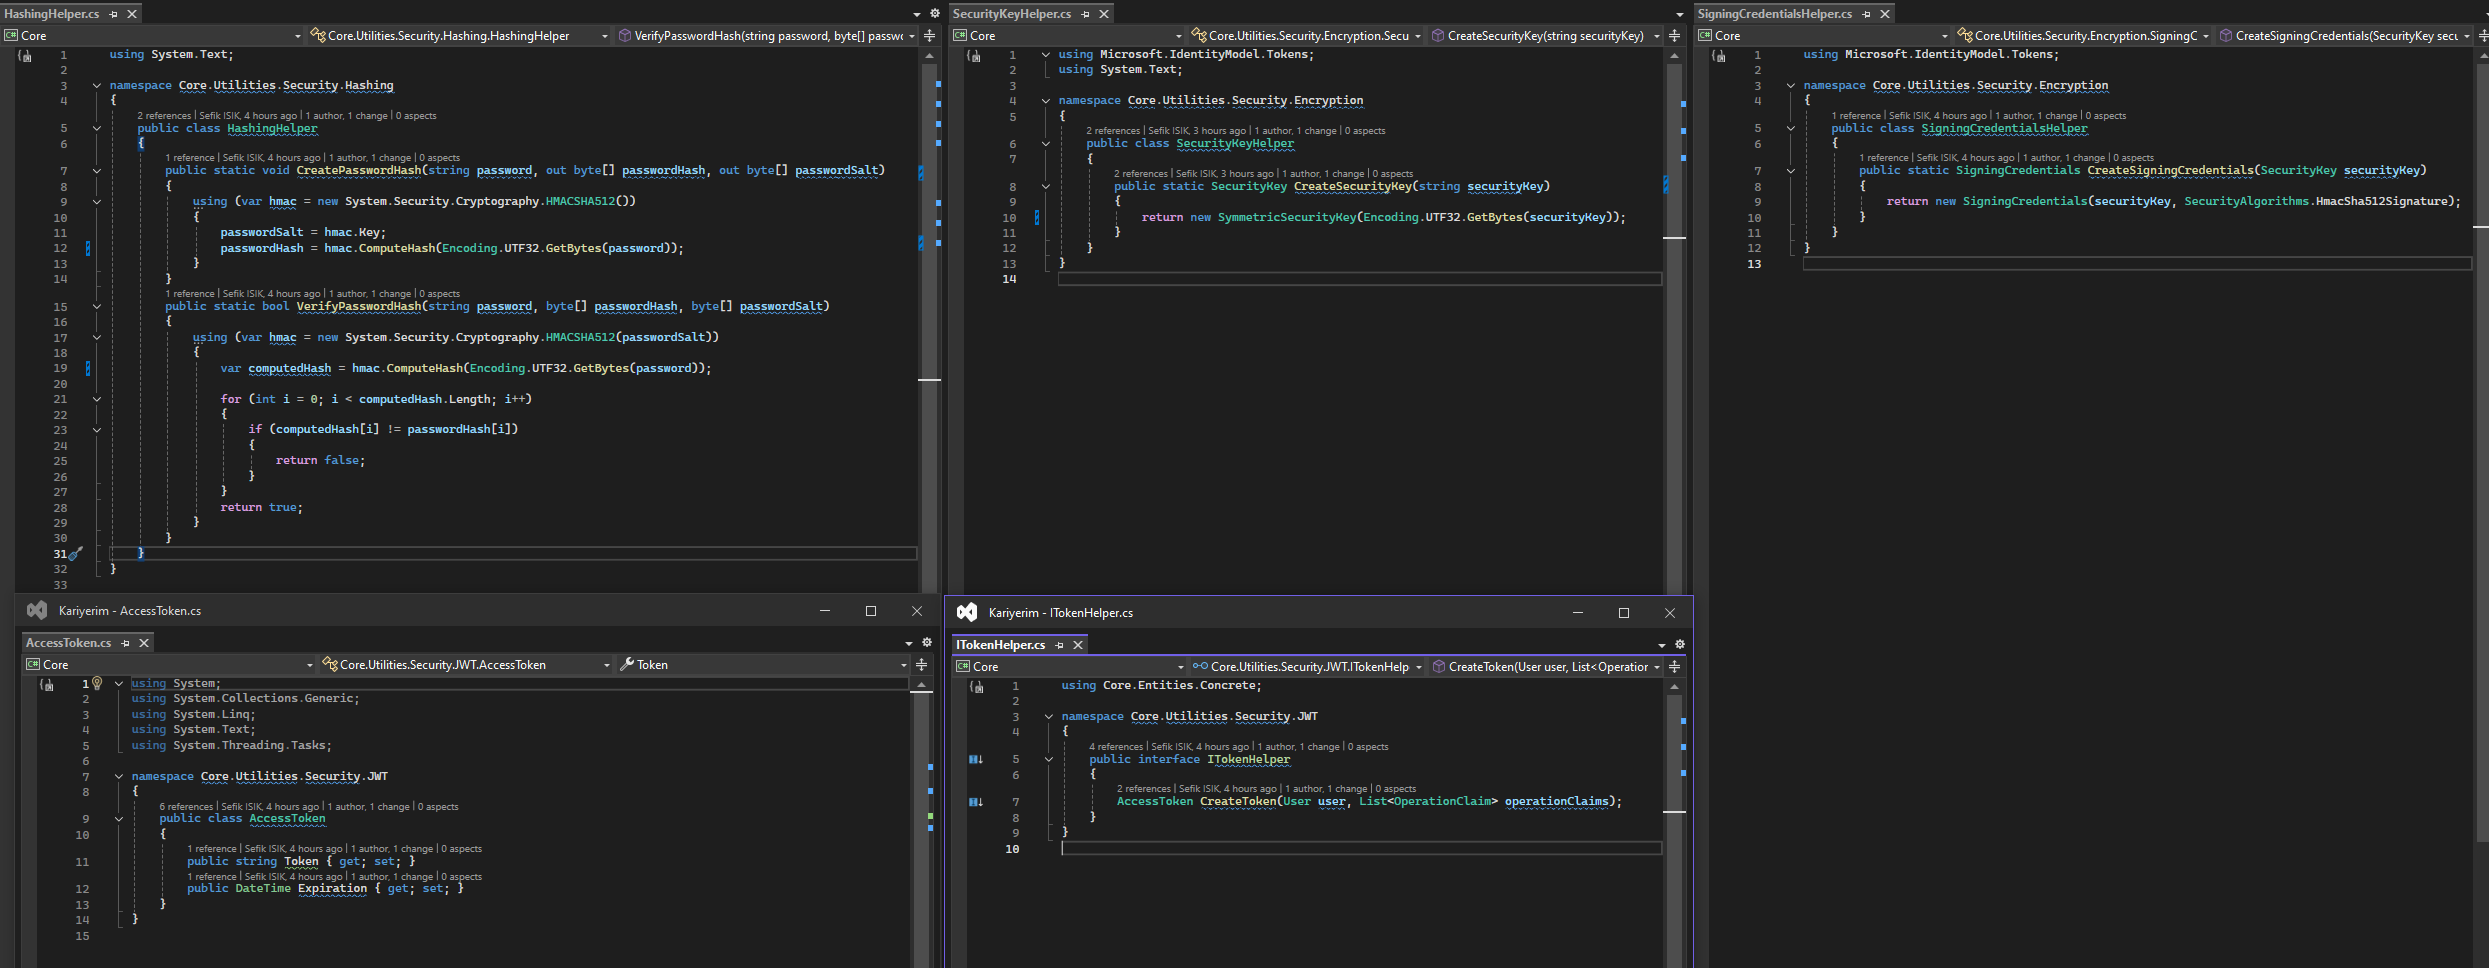 HashingHelper.cs
Core
Core.Utilities.Security.Hashing.HashingHelper
VerifyPasswordHash(string password, byte[] passwc
1 using System.Text;
2
3 namespace Core.Utilities.Security.Hashing
4 {
2 references | Sefik ISIK, 4 hours ago | 1 author, 1 change | 0 aspects
5 public class HashingHelper
6 {
1 reference | Sefik ISIK, 4 hours ago | 1 author, 1 change | 0 aspects
7 public static void CreatePasswordHash(string password, out byte[] passwordHash, out byte[] passwordSalt)
8 {
9 using (var hmac = new System.Security.Cryptography.HMACSHA512())
10 {
11 passwordSalt = hmac.Key;
12 passwordHash = hmac.ComputeHash(Encoding.UTF32.GetBytes(password));
13 }
14 }
1 reference | Sefik ISIK, 4 hours ago | 1 author, 1 change | 0 aspects
15 public static bool VerifyPasswordHash(string password, byte[] passwordHash, byte[] passwordSalt)
16 {
17 using (var hmac = new System.Security.Cryptography.HMACSHA512(passwordSalt))
18 {
19 var computedHash = hmac.ComputeHash(Encoding.UTF32.GetBytes(password));
20
21 for (int i = 0; i < computedHash.Length; i++)
22 {
23 if (computedHash[i] != passwordHash[i])
24 {
25 return false;
26 }
27 }
28 return true;
29 }
30 }
31 }
32 }
33
SecurityKeyHelper.cs
Core
Core.Utilities.Security.Encryption.Secu
CreateSecurityKey(string securityKey)
1 using Microsoft.IdentityModel.Tokens;
2 using System.Text;
3
4 namespace Core.Utilities.Security.Encryption
5 {
2 references | Sefik ISIK, 3 hours ago | 1 author, 1 change | 0 aspects
6 public class SecurityKeyHelper
7 {
2 references | Sefik ISIK, 3 hours ago | 1 author, 1 change | 0 aspects
8 public static SecurityKey CreateSecurityKey(string securityKey)
9 {
10 return new SymmetricSecurityKey(Encoding.UTF32.GetBytes(securityKey));
11 }
12 }
13 }
14
SigningCredentialsHelper.cs
Core
Core.Utilities.Security.Encryption.SigningC
CreateSigningCredentials(SecurityKey secu
1 using Microsoft.IdentityModel.Tokens;
2
3 namespace Core.Utilities.Security.Encryption
4 {
1 reference | Sefik ISIK, 4 hours ago | 1 author, 1 change | 0 aspects
5 public class SigningCredentialsHelper
6 {
1 reference | Sefik ISIK, 4 hours ago | 1 author, 1 change | 0 aspects
7 public static SigningCredentials CreateSigningCredentials(SecurityKey securityKey)
8 {
9 return new SigningCredentials(securityKey, SecurityAlgorithms.HmacSha512Signature);
10 }
11 }
12 }
13
Kariyerim - AccessToken.cs
AccessToken.cs
Core
Core.Utilities.Security.JWT.AccessToken
Token
1 using System;
2 using System.Collections.Generic;
3 using System.Linq;
4 using System.Text;
5 using System.Threading.Tasks;
6
7 namespace Core.Utilities.Security.JWT
8 {
6 references | Sefik ISIK, 4 hours ago | 1 author, 1 change | 0 aspects
9 public class AccessToken
10 {
1 reference | Sefik ISIK, 4 hours ago | 1 author, 1 change | 0 aspects
11 public string Token { get; set; }
1 reference | Sefik ISIK, 4 hours ago | 1 author, 1 change | 0 aspects
12 public DateTime Expiration { get; set; }
13 }
14 }
15
Kariyerim - ITokenHelper.cs
ITokenHelper.cs
Core
Core.Utilities.Security.JWT.ITokenHelp
CreateToken(User user, List<Operation
1 using Core.Entities.Concrete;
2
3 namespace Core.Utilities.Security.JWT
4 {
4 references | Sefik ISIK, 4 hours ago | 1 author, 1 change | 0 aspects
5 public interface ITokenHelper
6 {
2 references | Sefik ISIK, 4 hours ago | 1 author, 1 change | 0 aspects
7 AccessToken CreateToken(User user, List<OperationClaim> operationClaims);
8 }
9 }
10